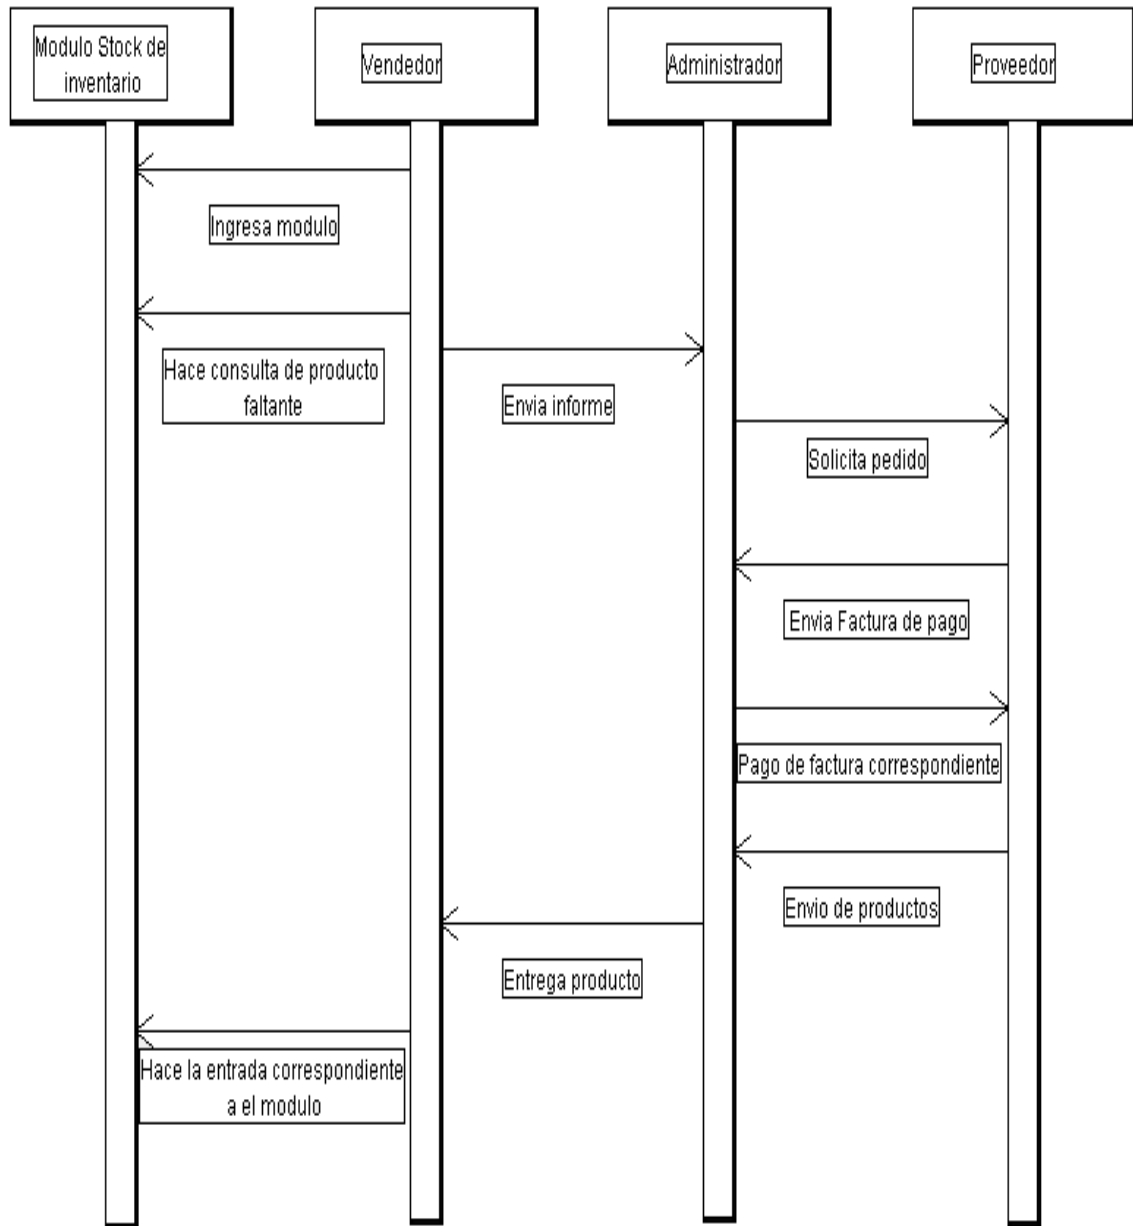 Modulo Stock de
inventario
Vendedor
Administrador
Proveedor
Ingresa modulo
Hace consulta de producto
faltante
Envia informe
Solicita pedido
Envia Factura de pago
Pago de factura correspondiente
Envio de productos
Entrega producto
Hace la entrada correspondiente
a el modulo